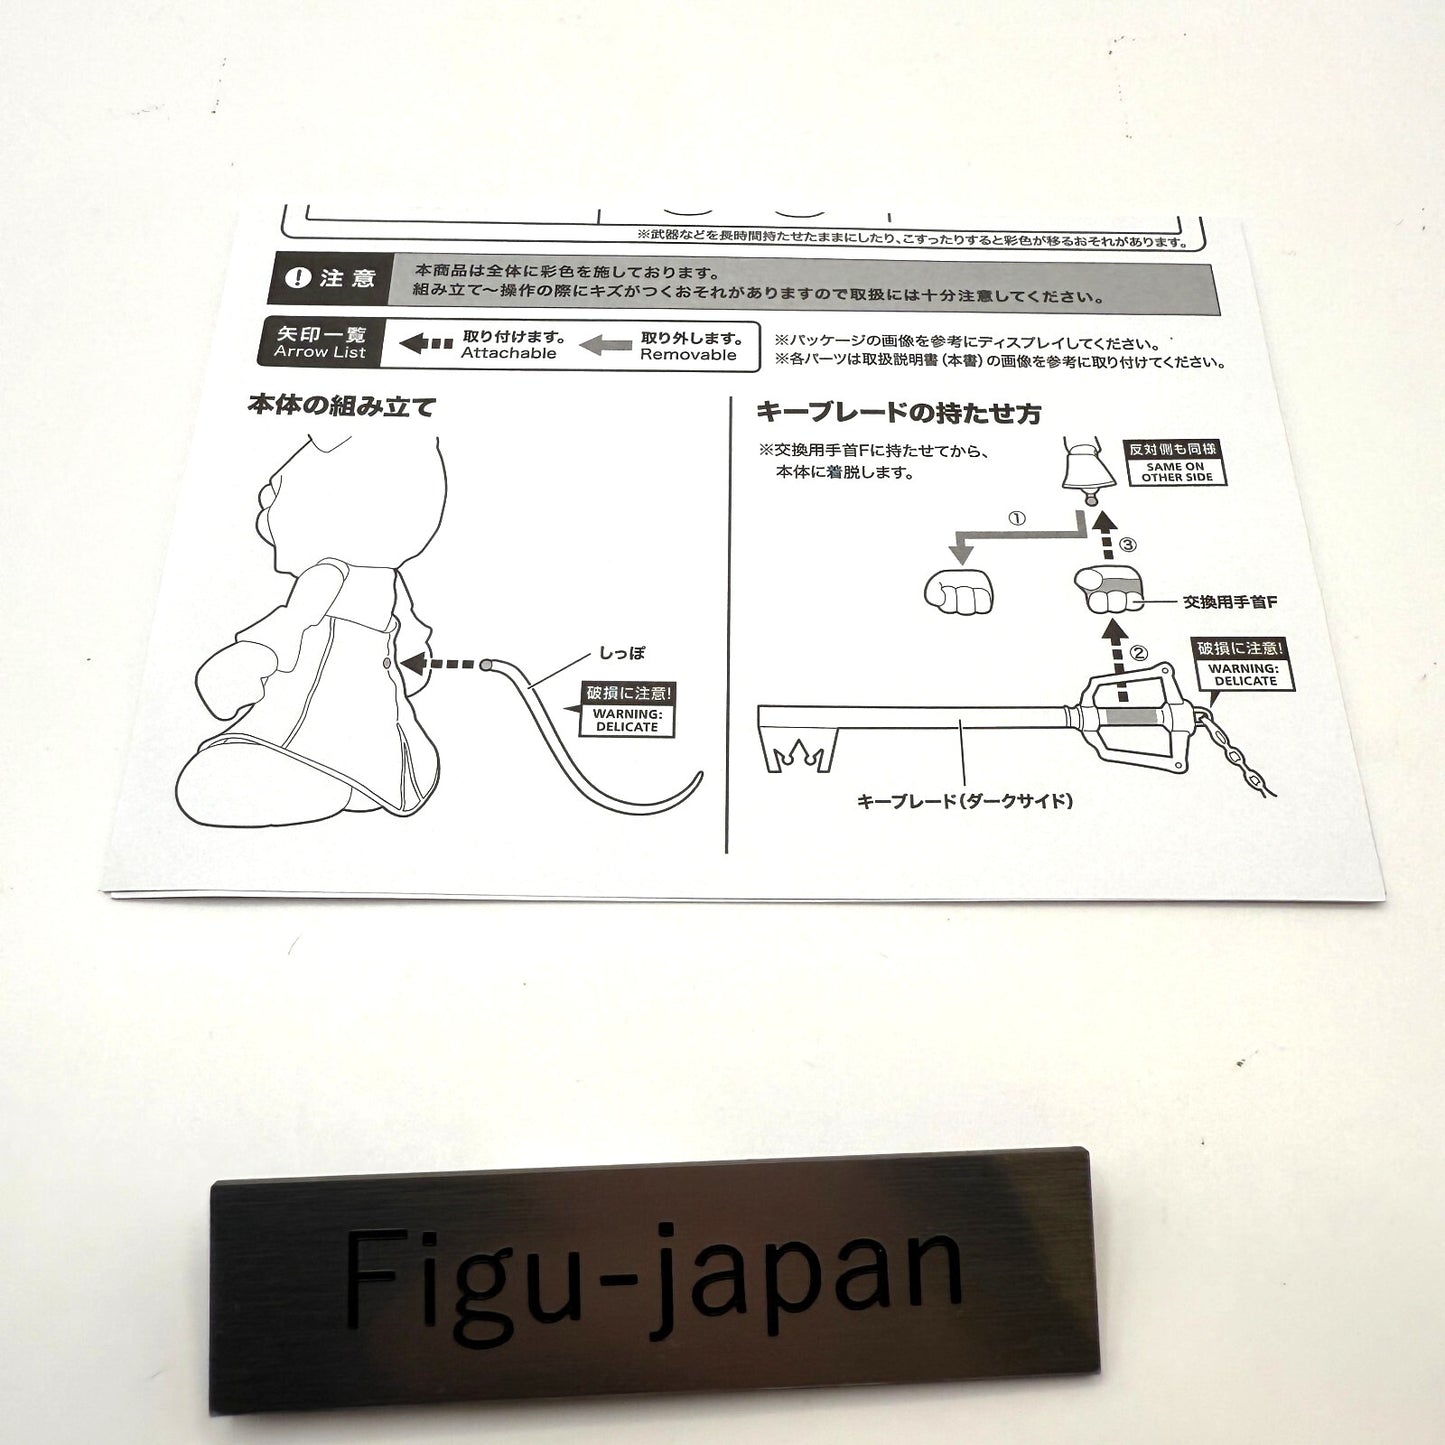 ※武器などを長時間持たせたままにしたり、こすったりすると彩色が移るおそれがあります。
注意
本商品は全体に彩色を施しております。
組み立て〜操作の際にキズがつくおそれがありますので取扱には十分注意してください。
矢印一覧
Arrow List
取り付けます。
Attachable
取り外します。
Removable
※パッケージの画像を参考にディスプレイしてください。
※各パーツは取扱説明書(本書)の画像を参考に取り付けてください。
本体の組み立て
しっぽ
破損に注意!
WARNING:
DELICATE
キーブレードの持たせ方
※交換用手首Fに持たせてから、
本体に着脱します。
反対側も同様
SAME ON
OTHER SIDE
①
③
交換用手首F
②
破損に注意!
WARNING:
DELICATE
キーブレード(ダークサイド)
Figu-japan